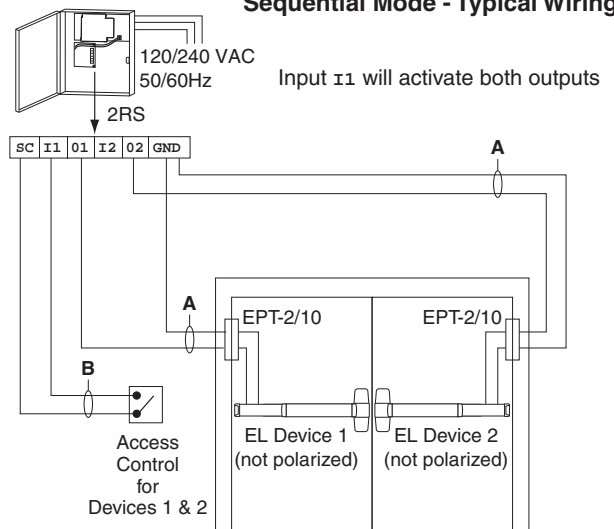 Sequential Mode - Typical Wiring
120/240 VAC
50/60Hz
Input I1 will activate both outputs
2RS
SC I1 01 I2 02 GND
A
A
EPT-2/10
EPT-2/10
B
Access
Control
for
Devices 1 & 2
EL Device 1
(not polarized)
EL Device 2
(not polarized)